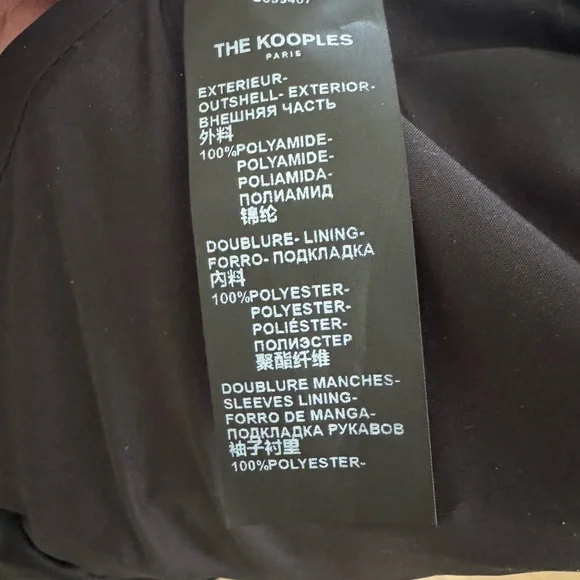 THE KOOPLES
PARIS
EXTERIEUR-
OUTSHELL- EXTERIOR-
ВНЕШНЯЯ ЧАСТЬ
外料
100%POLYAMIDE-
POLYAMIDE-
POLIAMIDA-
ПОЛИАМИД
锦纶
DOUBLURE- LINING-
FORRO- ПОДКЛАДКА
内料
100%POLYESTER-
POLYESTER-
POLIÉSTER-
ПОЛИЭСТЕР
聚酯纤维
DOUBLURE MANCHES-
SLEEVES LINING-
FORRO DE MANGA-
ПОДКЛАДКА РУКАВОВ
袖子衬里
100%POLYESTER-